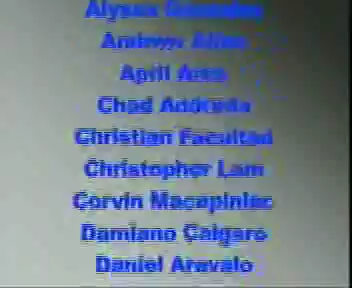 Alyssa
April
Chad
Christian Facultad
Christopher Lam
Corvin Macapinlac
Damiano Calgaro
Daniel Aravalo